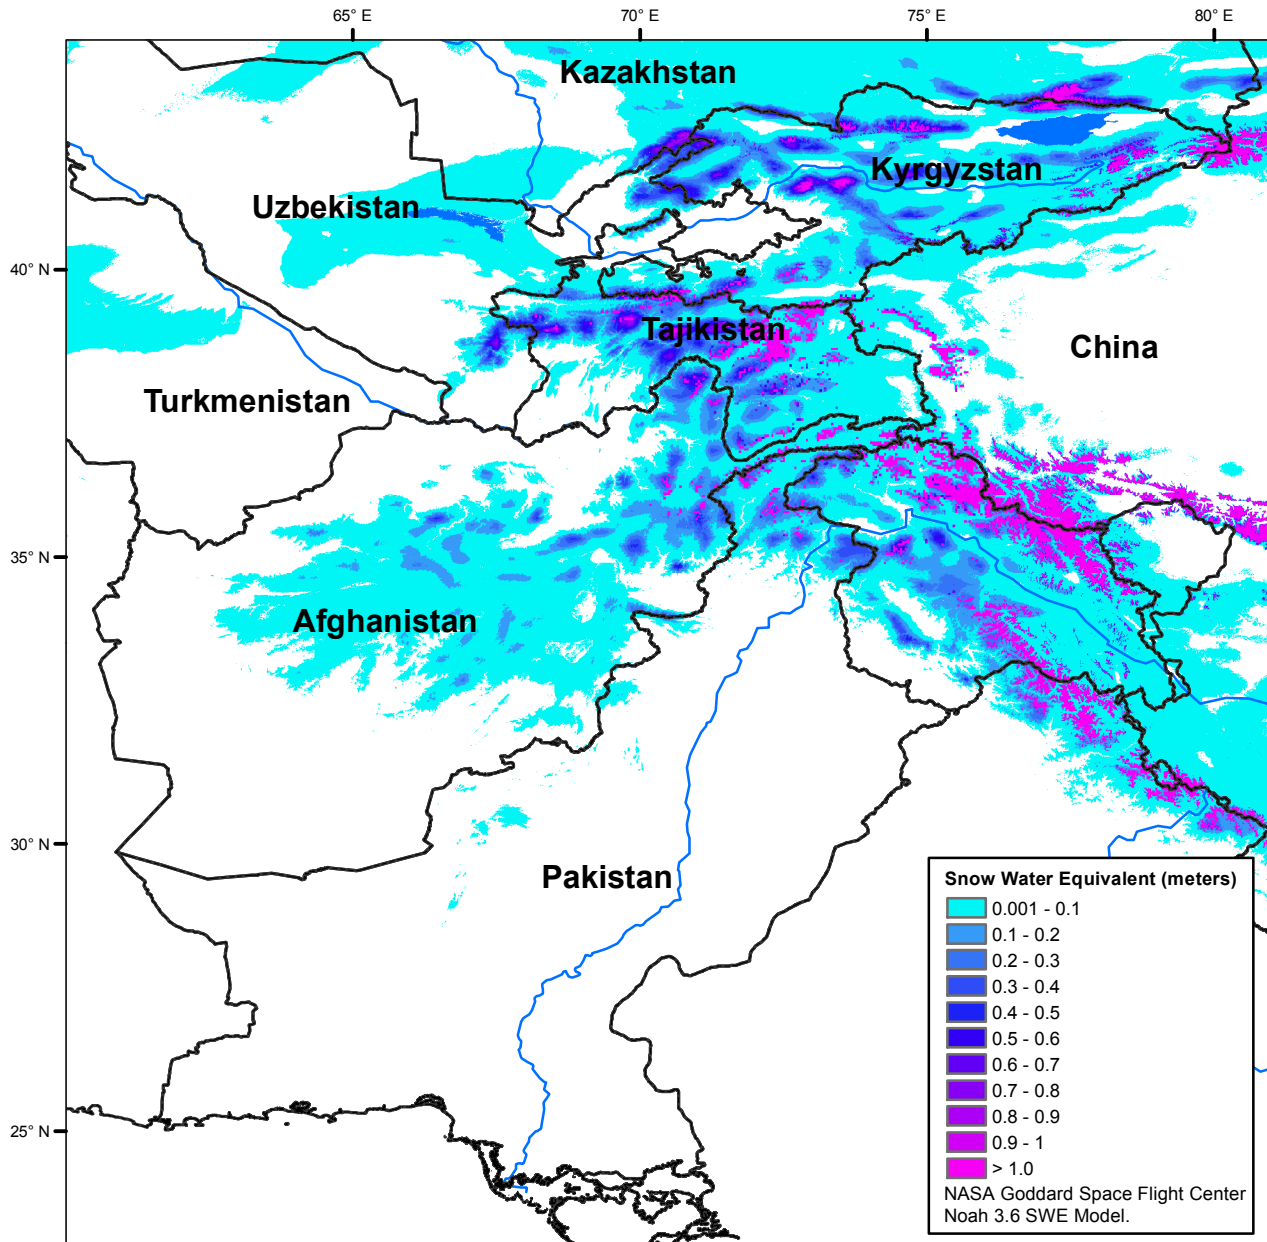 65° E
70° E
75° E
80° E
Kazakhstan
Kyrgyzstan
Uzbekistan
40° N
Tajikistan
China
Turkmenistan
35° N
Afghanistan
30° N
Pakistan
25° N
Snow Water Equivalent (meters)
0.001 - 0.1
0.1 - 0.2
0.2 - 0.3
0.3 - 0.4
0.4 - 0.5
0.5 - 0.6
0.6 - 0.7
0.7 - 0.8
0.8 - 0.9
0.9 - 1
> 1.0
NASA Goddard Space Flight Center
Noah 3.6 SWE Model.